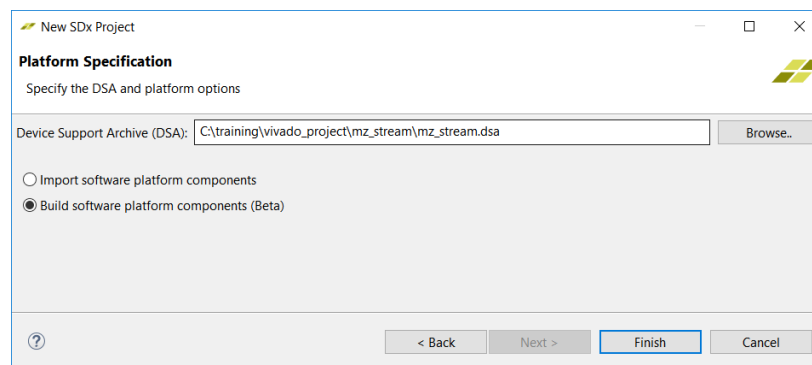 New SDx Project
Platform Specification
Specify the DSA and platform options
Device Support Archive (DSA): C:\training\vivado_project\mz_stream\mz_stream.dsa Browse..
Import software platform components
Build software platform components (Beta)
? < Back Next > Finish Cancel